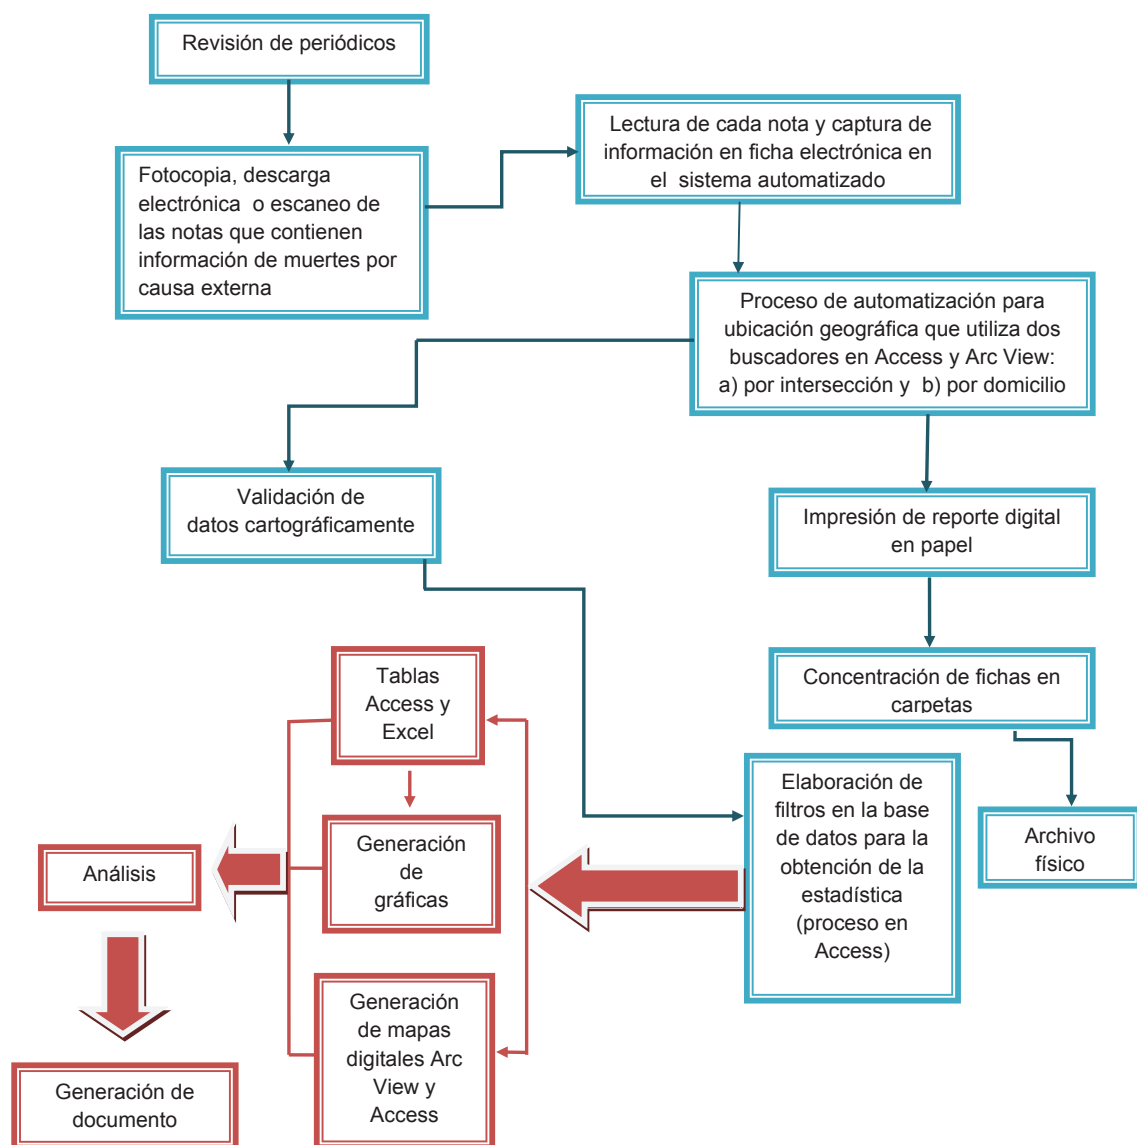 Revisión de periódicos
Fotocopia, descarga
electrónica o escaneo de
las notas que contienen
información de muertes por
causa externa
Lectura de cada nota y captura de
información en ficha electrónica en
el sistema automatizado
Proceso de automatización para
ubicación geográfica que utiliza dos
buscadores en Access y Arc View:
a) por intersección y b) por domicilio
Validación de
datos cartográficamente
Impresión de reporte digital
en papel
Concentración de fichas en
carpetas
Archivo
físico
Elaboración de
filtros en la base
de datos para la
obtención de la
estadística
(proceso en
Access)
Tablas
Access y
Excel
Generación
de
gráficas
Generación
de mapas
digitales Arc
View y
Access
Análisis
Generación de
documento